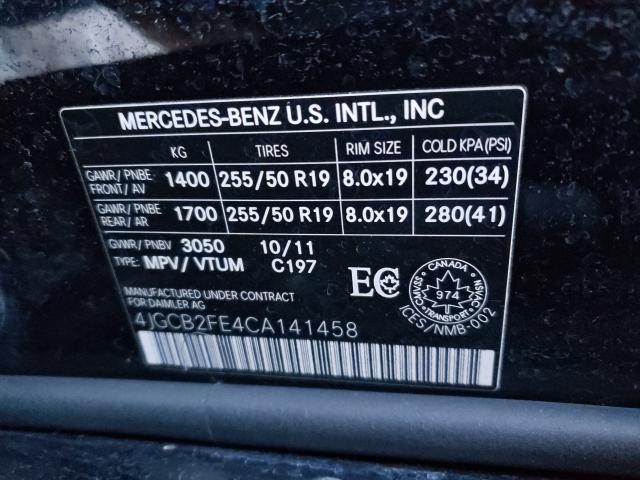 MERCEDES-BENZ U.S. INTL., INC
KG TIRES RIM SIZE COLD KPA(PSI)
GAWR/ PNBE FRONT/ AV 1400 255/50 R19 8.0x19 230(34)
GAWR/ PNBE REAR/ AR 1700 255/50 R19 8.0x19 280(41)
GVWR/ PNBV 3050 10/11
TYPE: MPV/ VTUM C197
EC
CANADA
CMVSS NSVAC
974
TRANSPORT
ICES/NMB-002
MANUFACTURED UNDER CONTRACT
FOR DAIMLER AG
4JGCB2FE4CA141458